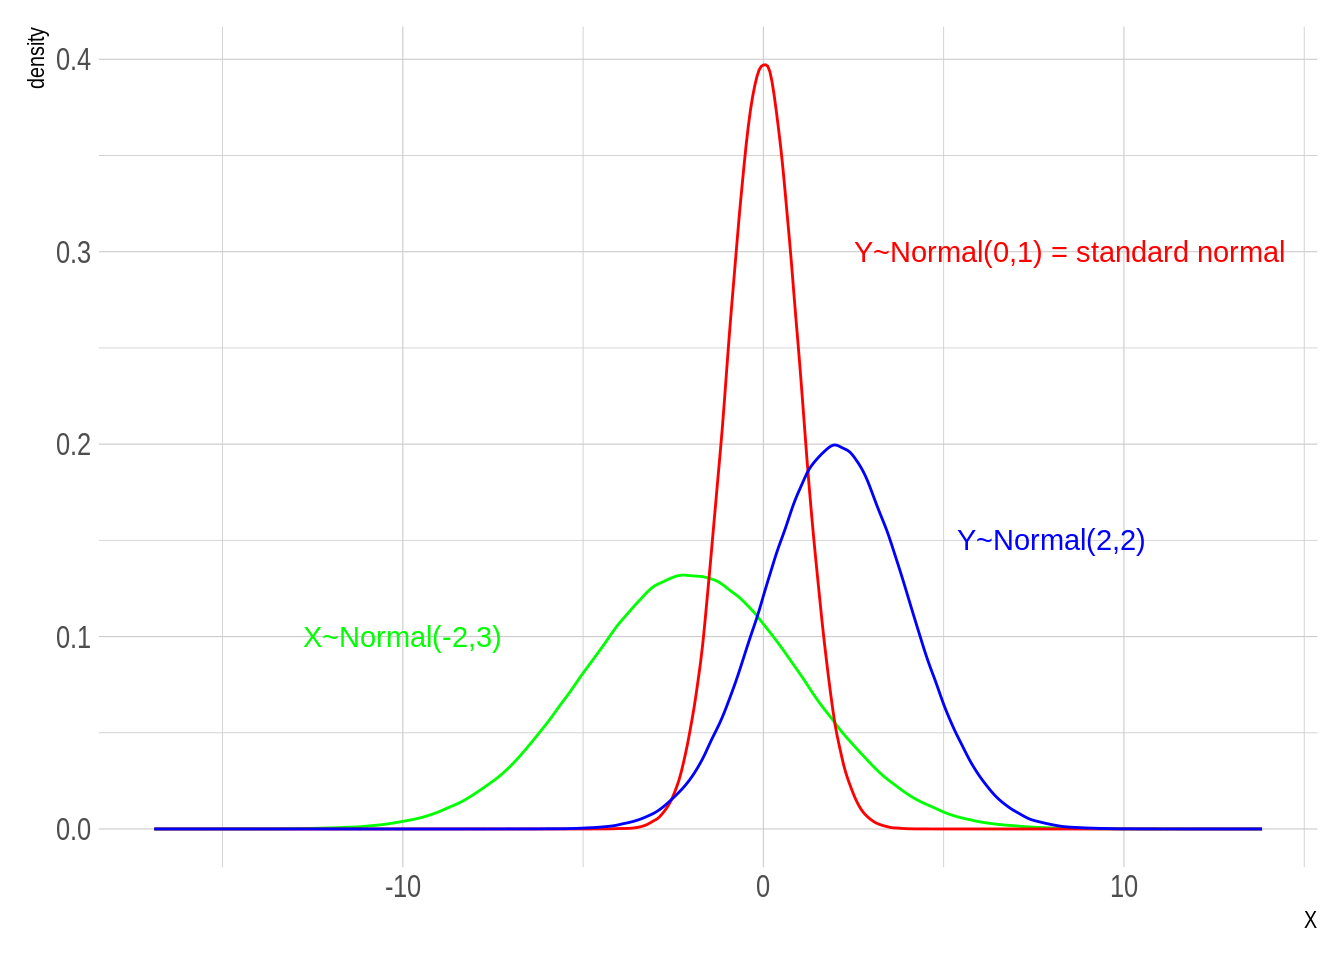 density
0.4
0.3
Y~Normal(0,1) = standard normal
0.2
Y~Normal(2,2)
0.1
X~Normal(-2,3)
0.0
-10 0 10
X